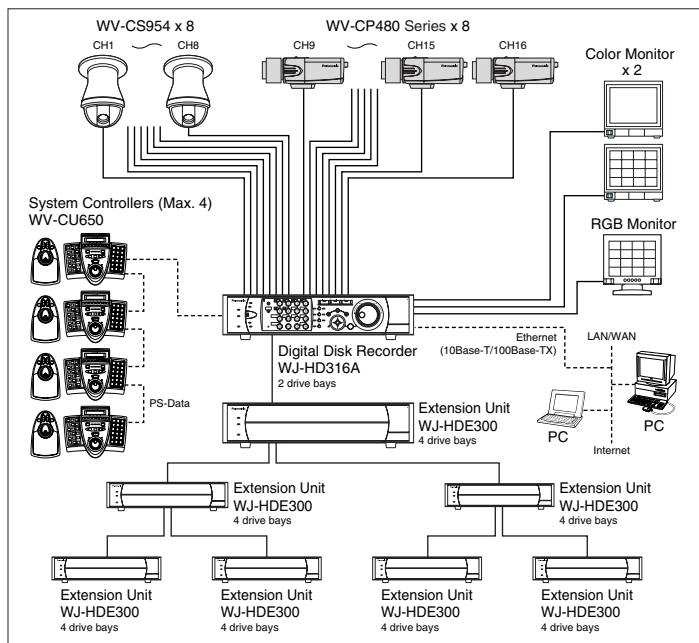 WV-CS954 x 8
CH1
CH8
WV-CP480 Series x 8
CH9
CH15
CH16
Color Monitor
x 2
System Controllers (Max. 4)
WV-CU650
RGB Monitor
PS-Data
Digital Disk Recorder
WJ-HD316A
2 drive bays
Ethernet
(10Base-T/100Base-TX)
LAN/WAN
PC
PC
Internet
Extension Unit
WJ-HDE300
4 drive bays
Extension Unit
WJ-HDE300
4 drive bays
Extension Unit
WJ-HDE300
4 drive bays
Extension Unit
WJ-HDE300
4 drive bays
Extension Unit
WJ-HDE300
4 drive bays
Extension Unit
WJ-HDE300
4 drive bays
Extension Unit
WJ-HDE300
4 drive bays